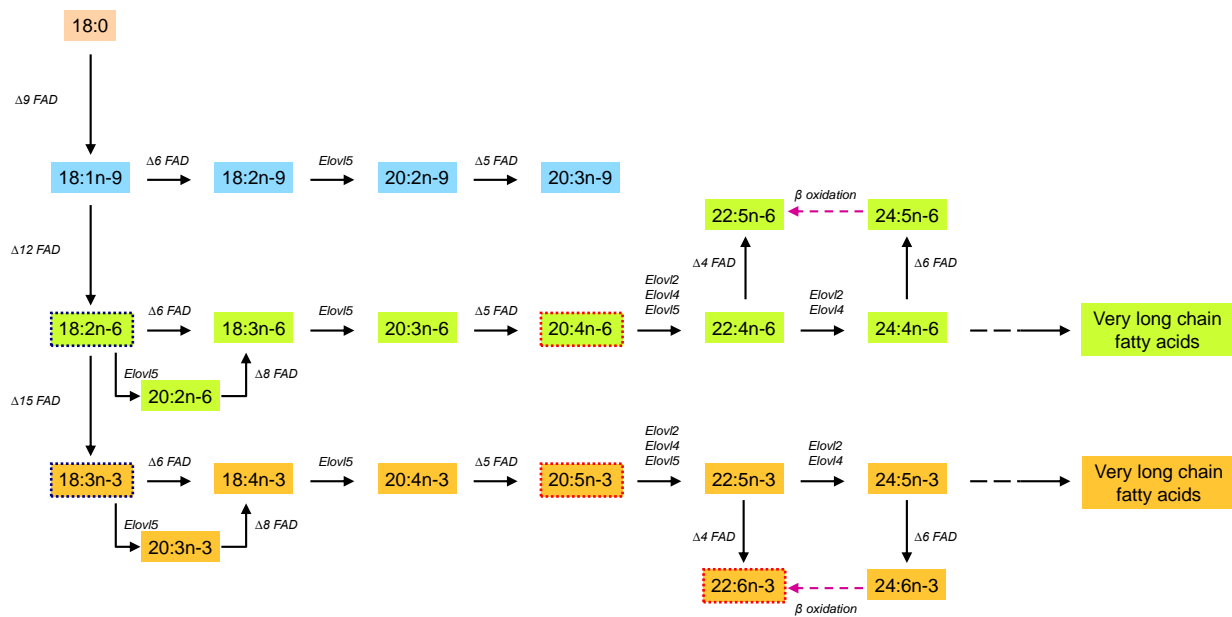 18:0
Δ9 FAD
18:1n-9
Δ6 FAD
18:2n-9
Elovl5
20:2n-9
Δ5 FAD
20:3n-9
Δ12 FAD
22:5n-6
β oxidation
24:5n-6
Δ4 FAD
Δ6 FAD
18:2n-6
Δ6 FAD
18:3n-6
Elovl5
20:3n-6
Δ5 FAD
20:4n-6
Elovl2
Elovl4
Elovl5
22:4n-6
Elovl2
Elovl4
24:4n-6
Very long chain
fatty acids
Elovl5
20:2n-6
Δ8 FAD
Δ15 FAD
18:3n-3
Δ6 FAD
18:4n-3
Elovl5
20:4n-3
Δ5 FAD
20:5n-3
Elovl2
Elovl4
Elovl5
22:5n-3
Elovl2
Elovl4
24:5n-3
Very long chain
fatty acids
Elovl5
20:3n-3
Δ8 FAD
Δ4 FAD
Δ6 FAD
22:6n-3
β oxidation
24:6n-3